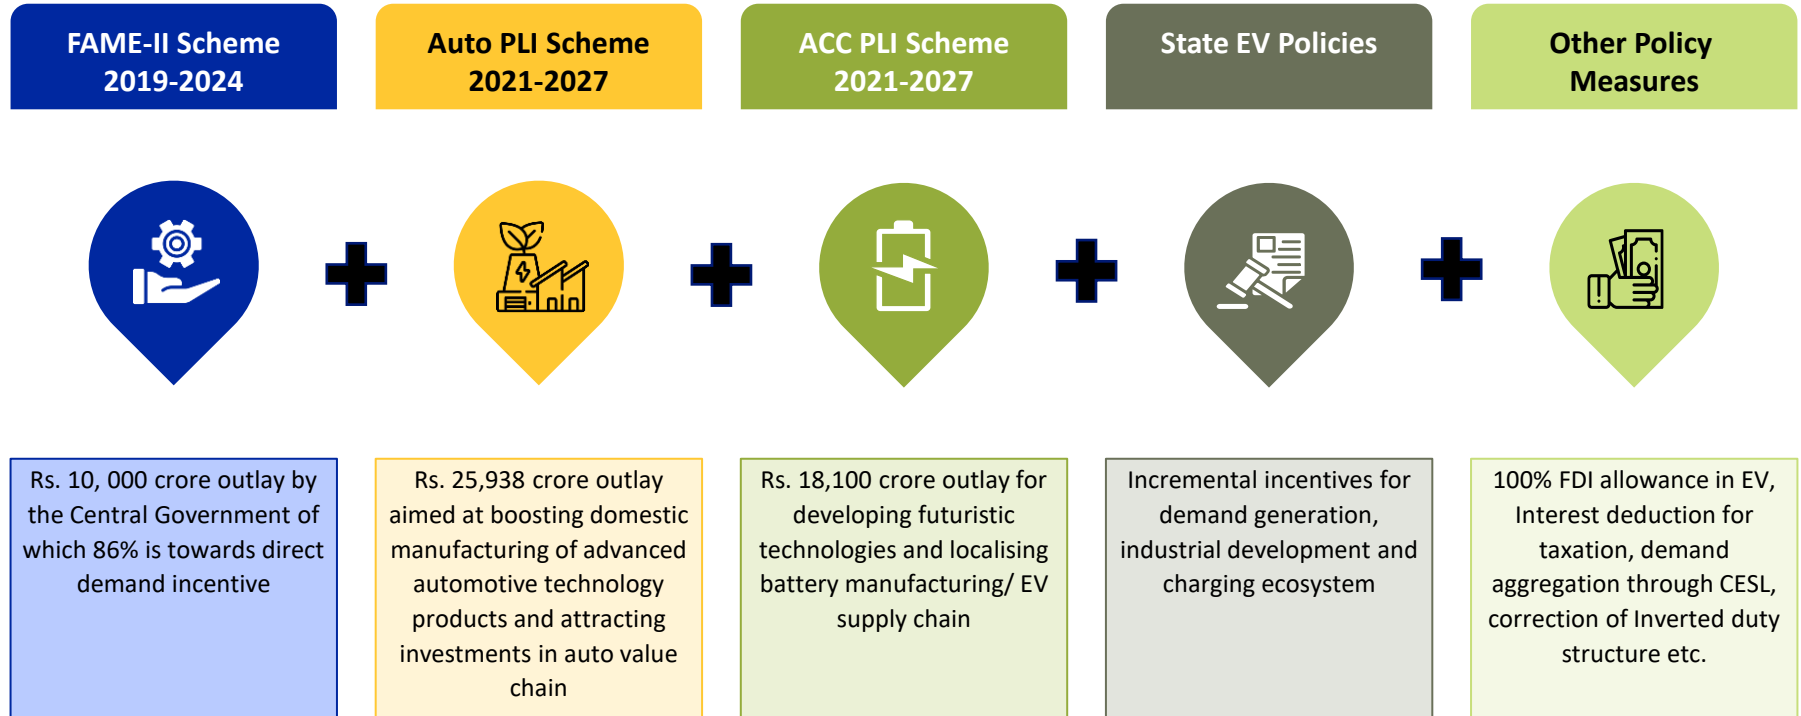 FAME-II Scheme
2019-2024
Auto PLI Scheme
2021-2027
ACC PLI Scheme
2021-2027
State EV Policies
Other Policy
Measures
Rs. 10, 000 crore outlay by
the Central Government of
which 86% is towards direct
demand incentive
Rs. 25,938 crore outlay
aimed at boosting domestic
manufacturing of advanced
automotive technology
products and attracting
investments in auto value
chain
Rs. 18,100 crore outlay for
developing futuristic
technologies and localising
battery manufacturing/ EV
supply chain
Incremental incentives for
demand generation,
industrial development and
charging ecosystem
100% FDI allowance in EV,
Interest deduction for
taxation, demand
aggregation through CESL,
correction of Inverted duty
structure etc.